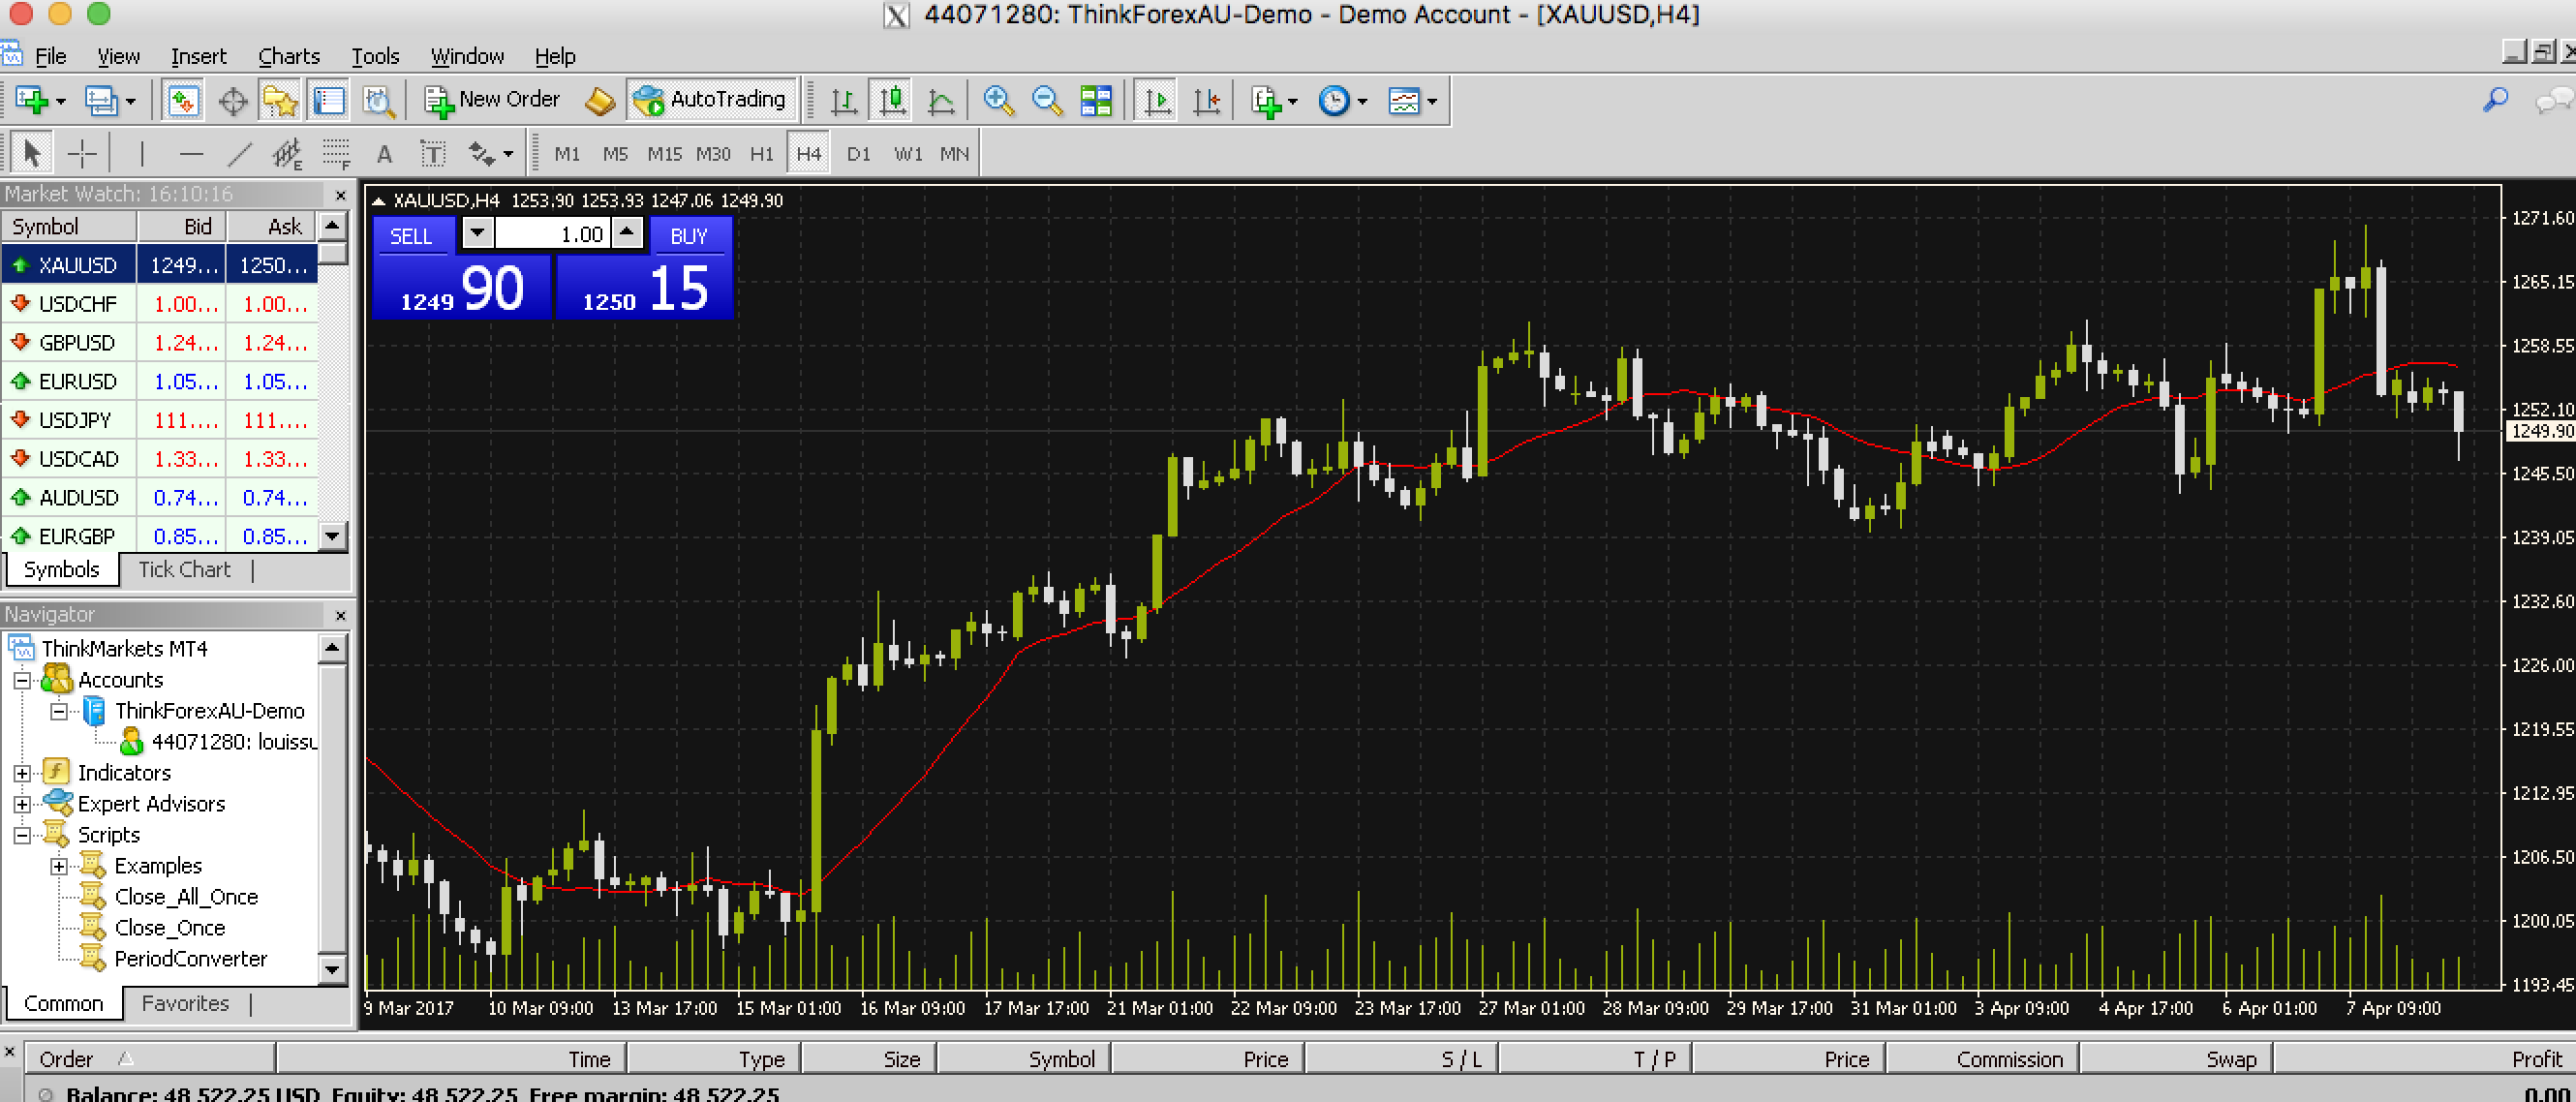 44071280: ThinkForexAU-Demo - Demo Account - [XAUUSD,H4]
File View Insert Charts Tools Window Help
New Order AutoTrading
E F A T M1 M5 M15 M30 H1 H4 D1 W1 MN
Market Watch: 16:10:16
Symbol Bid Ask
XAUUSD 1249... 1250...
USDCHF 1.00... 1.00...
GBPUSD 1.24... 1.24...
EURUSD 1.05... 1.05...
USDJPY 111.... 111....
USDCAD 1.33... 1.33...
AUDUSD 0.74... 0.74...
EURGBP 0.85... 0.85...
Symbols Tick Chart
Navigator
ThinkMarkets MT4
Accounts
ThinkForexAU-Demo
44071280: louissu
Indicators
Expert Advisors
Scripts
Examples
Close_All_Once
Close_Once
PeriodConverter
Common Favorites
XAUUSD,H4 1253.90 1253.93 1247.06 1249.90
SELL 1.00 BUY
1249 90 1250 15
1271.60
1265.15
1258.55
1252.10
1249.90
1245.50
1239.05
1232.60
1226.00
1219.55
1212.95
1206.50
1200.05
1193.45
9 Mar 2017 10 Mar 09:00 13 Mar 17:00 15 Mar 01:00 16 Mar 09:00 17 Mar 17:00 21 Mar 01:00 22 Mar 09:00 23 Mar 17:00 27 Mar 01:00 28 Mar 09:00 29 Mar 17:00 31 Mar 01:00 3 Apr 09:00 4 Apr 17:00 6 Apr 01:00 7 Apr 09:00
Order Time Type Size Symbol Price S / L T / P Price Commission Swap Profit
Balance: 48 522.25 USD Equity: 48 522.25 Free margin: 48 522.25 0.00